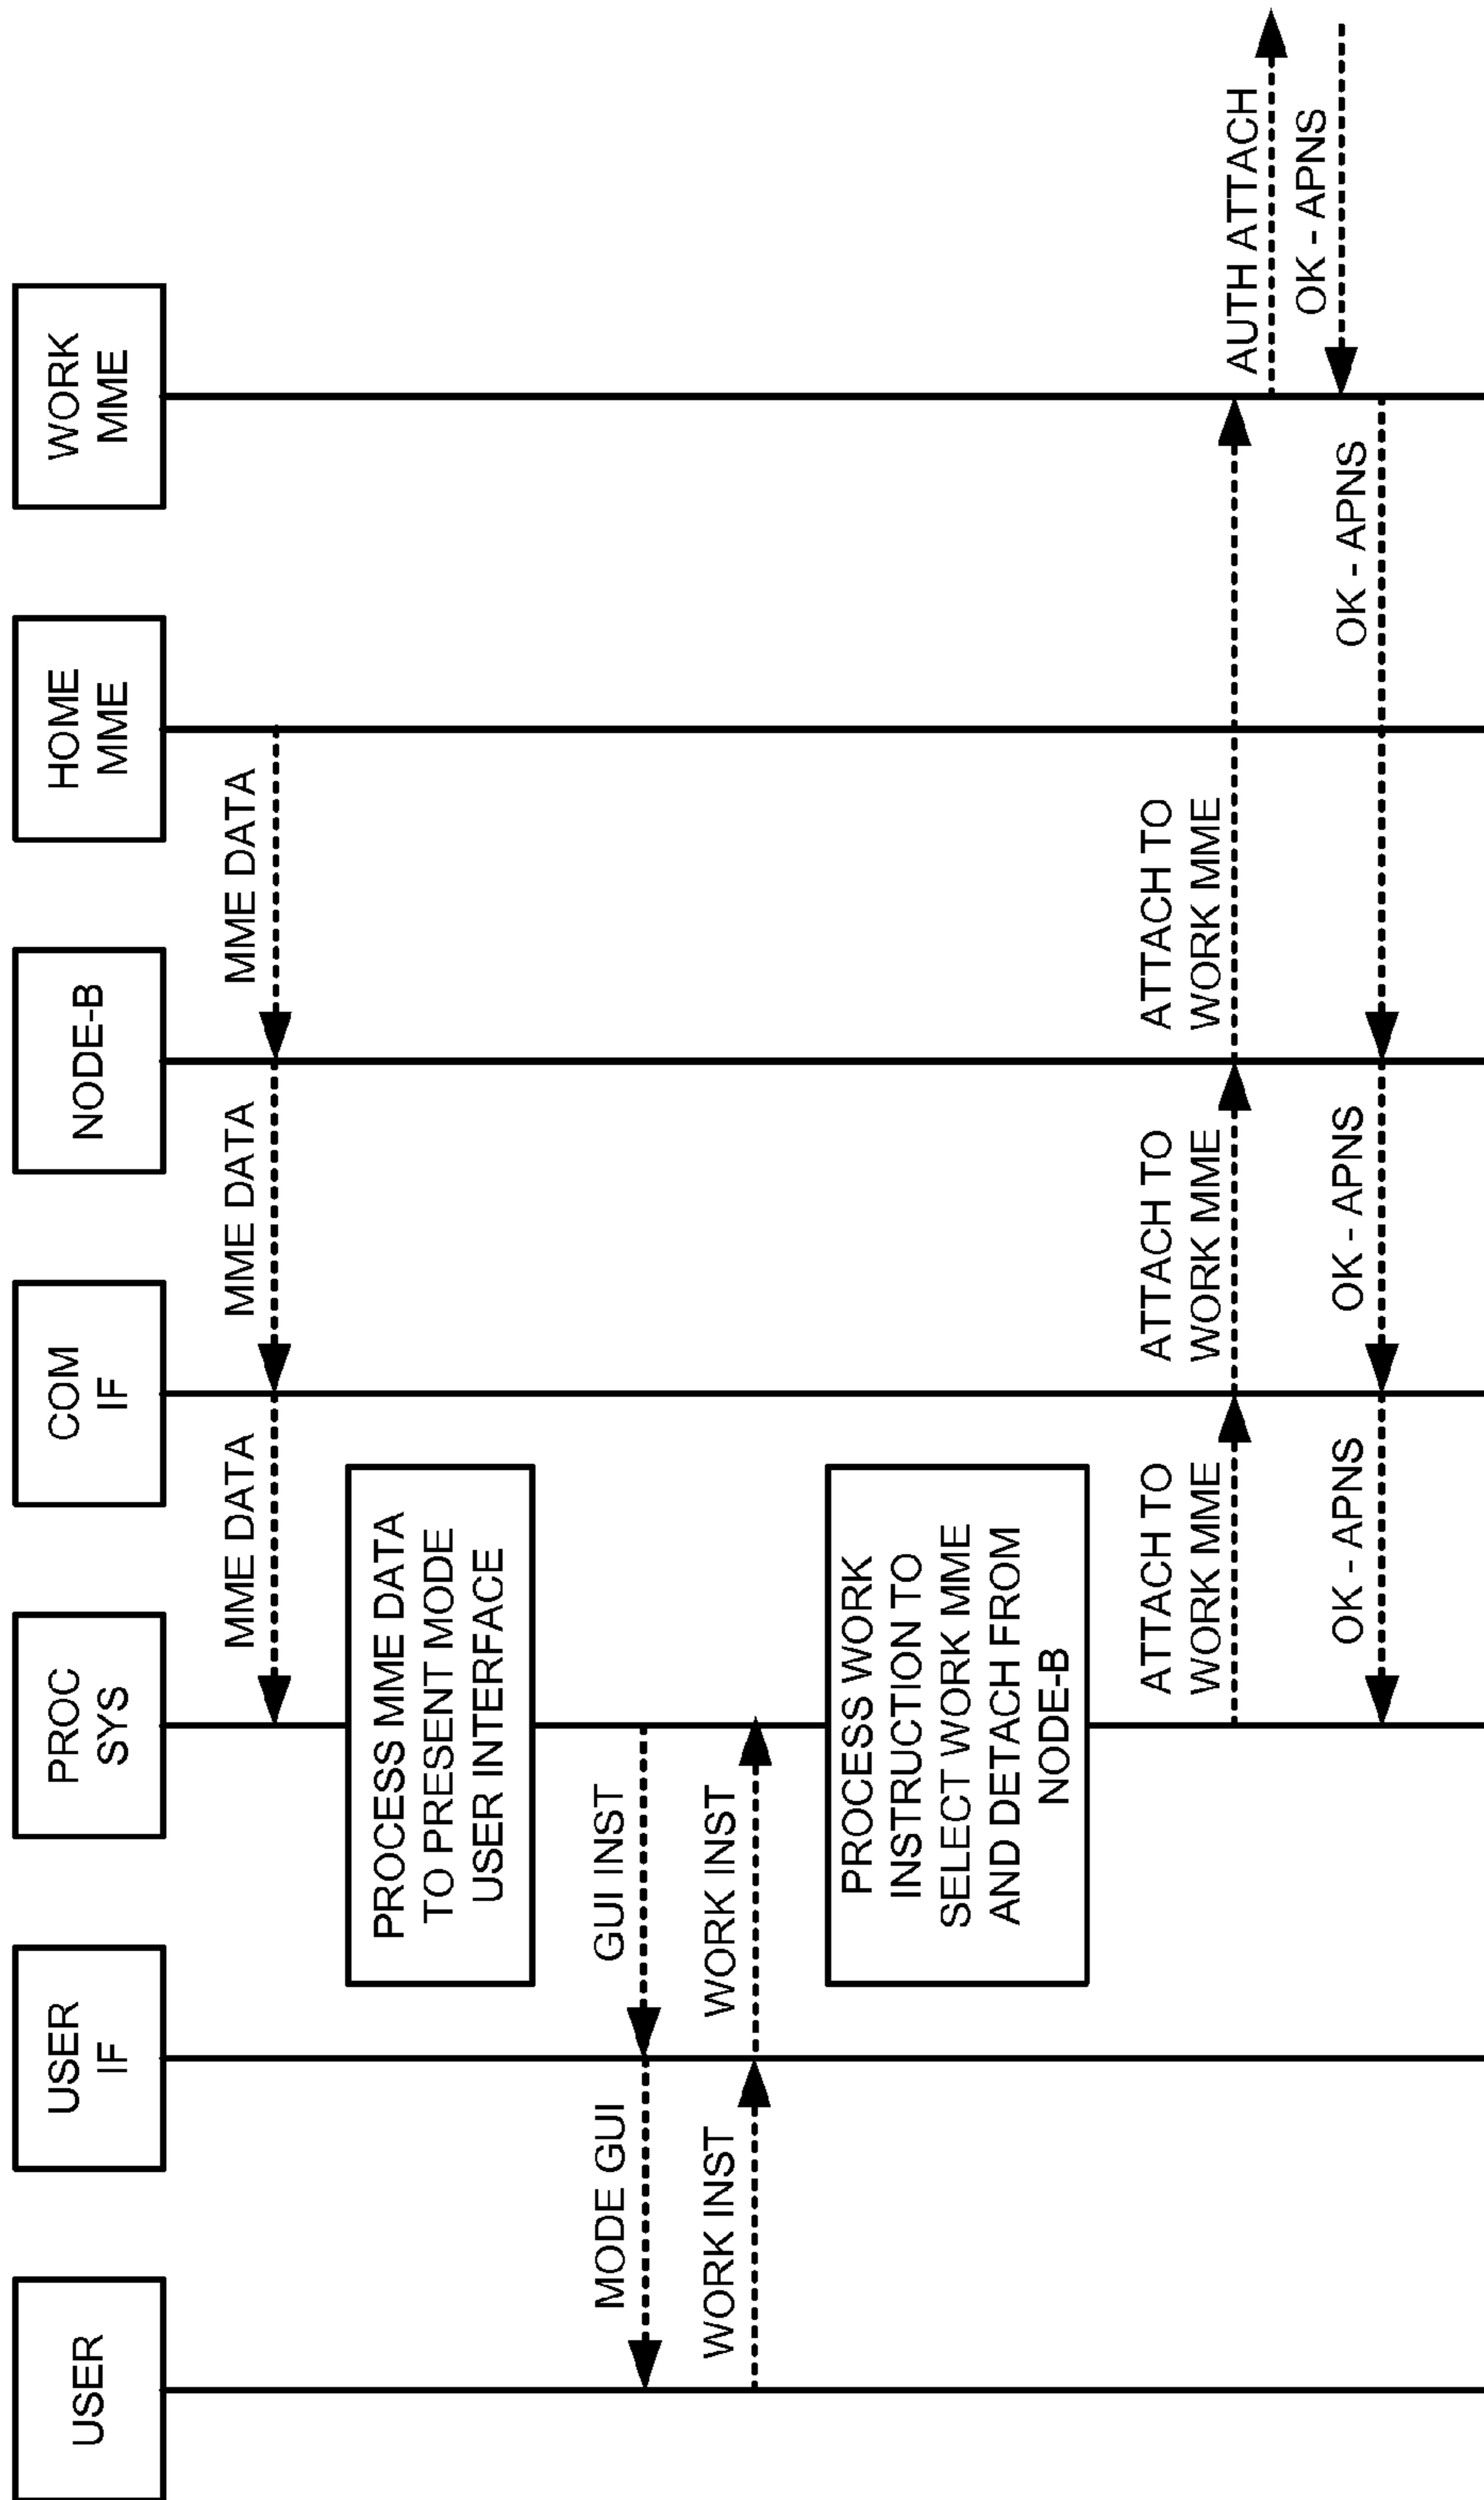 USER
USER
IF
PROC
SYS
COM
IF
NODE-B
HOME
MME
WORK
MME
MME DATA
MME DATA
MME DATA
PROCESS MME DATA
TO PRESENT MODE
USER INTERFACE
MODE GUI
GUI INST
WORK INST
WORK INST
PROCESS WORK
INSTRUCTION TO
SELECT WORK MME
AND DETACH FROM
NODE-B
ATTACH TO
WORK MME
ATTACH TO
WORK MME
ATTACH TO
WORK MME
AUTH ATTACH
OK - APNS
OK - APNS
OK - APNS
OK - APNS